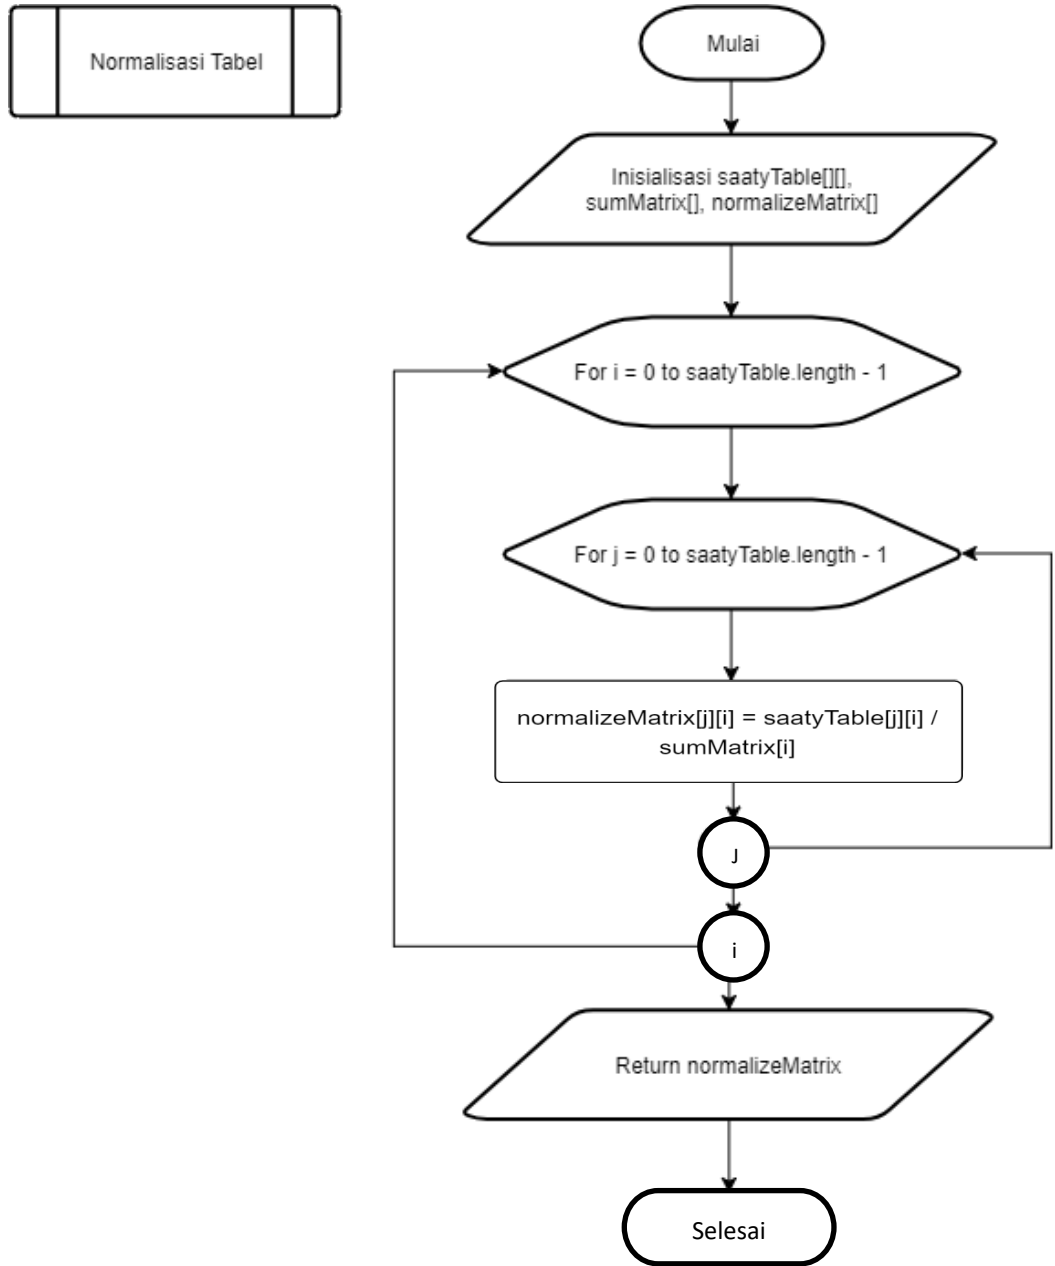 Normalisasi Tabel
Mulai
Inisialisasi saatyTable[][],
sumMatrix[], normalizeMatrix[]
For i = 0 to saatyTable.length - 1
For j = 0 to saatyTable.length - 1
normalizeMatrix[j][i] = saatyTable[j][i] /
sumMatrix[i]
J
i
Return normalizeMatrix
Selesai